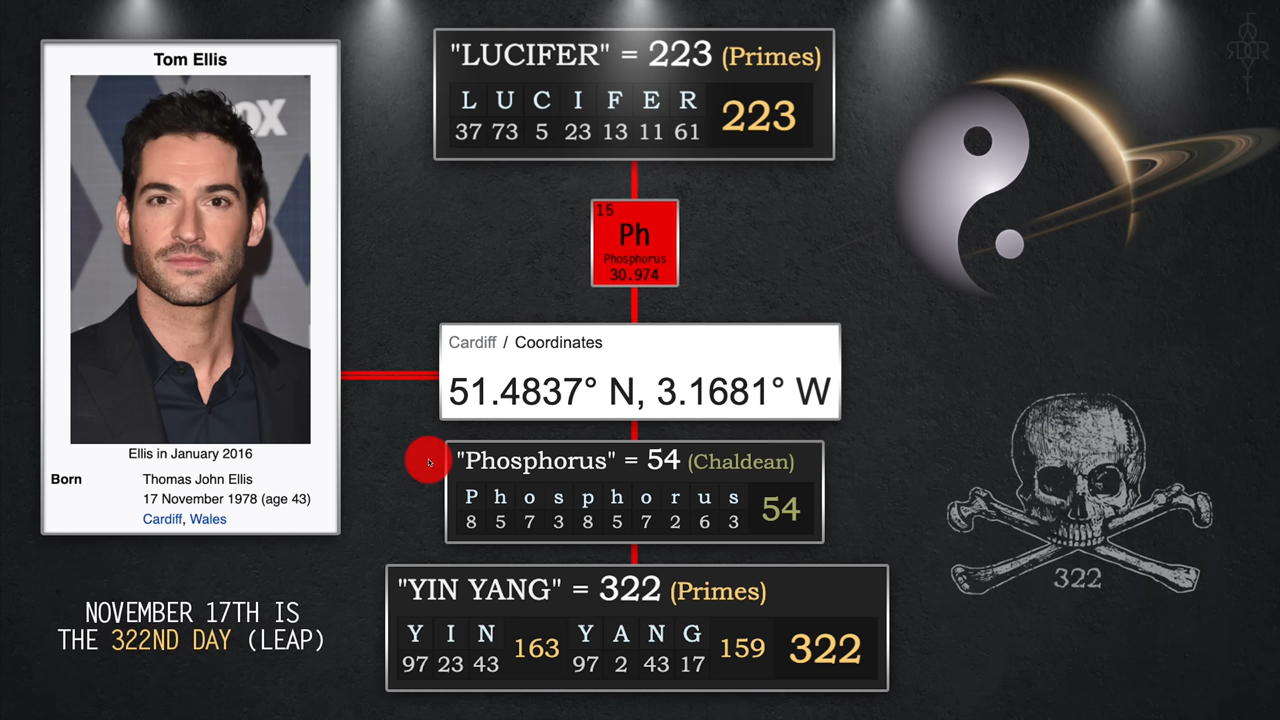 Tom Ellis
OX
Ellis in January 2016
Born Thomas John Ellis
17 November 1978 (age 43)
Cardiff, Wales
NOVEMBER 17TH IS
THE 322ND DAY (LEAP)
"LUCIFER" = 223 (Primes)
L U C I F E R
37 73 5 23 13 11 61
223
15
Ph
Phosphorus
30.974
Cardiff / Coordinates
51.4837° N, 3.1681° W
"Phosphorus" = 54 (Chaldean)
P h o s p h o r u s
8 5 7 3 8 5 7 2 6 3
54
"YIN YANG" = 322 (Primes)
Y I N 163 Y A N G 159
97 23 43 97 2 43 17
322
322